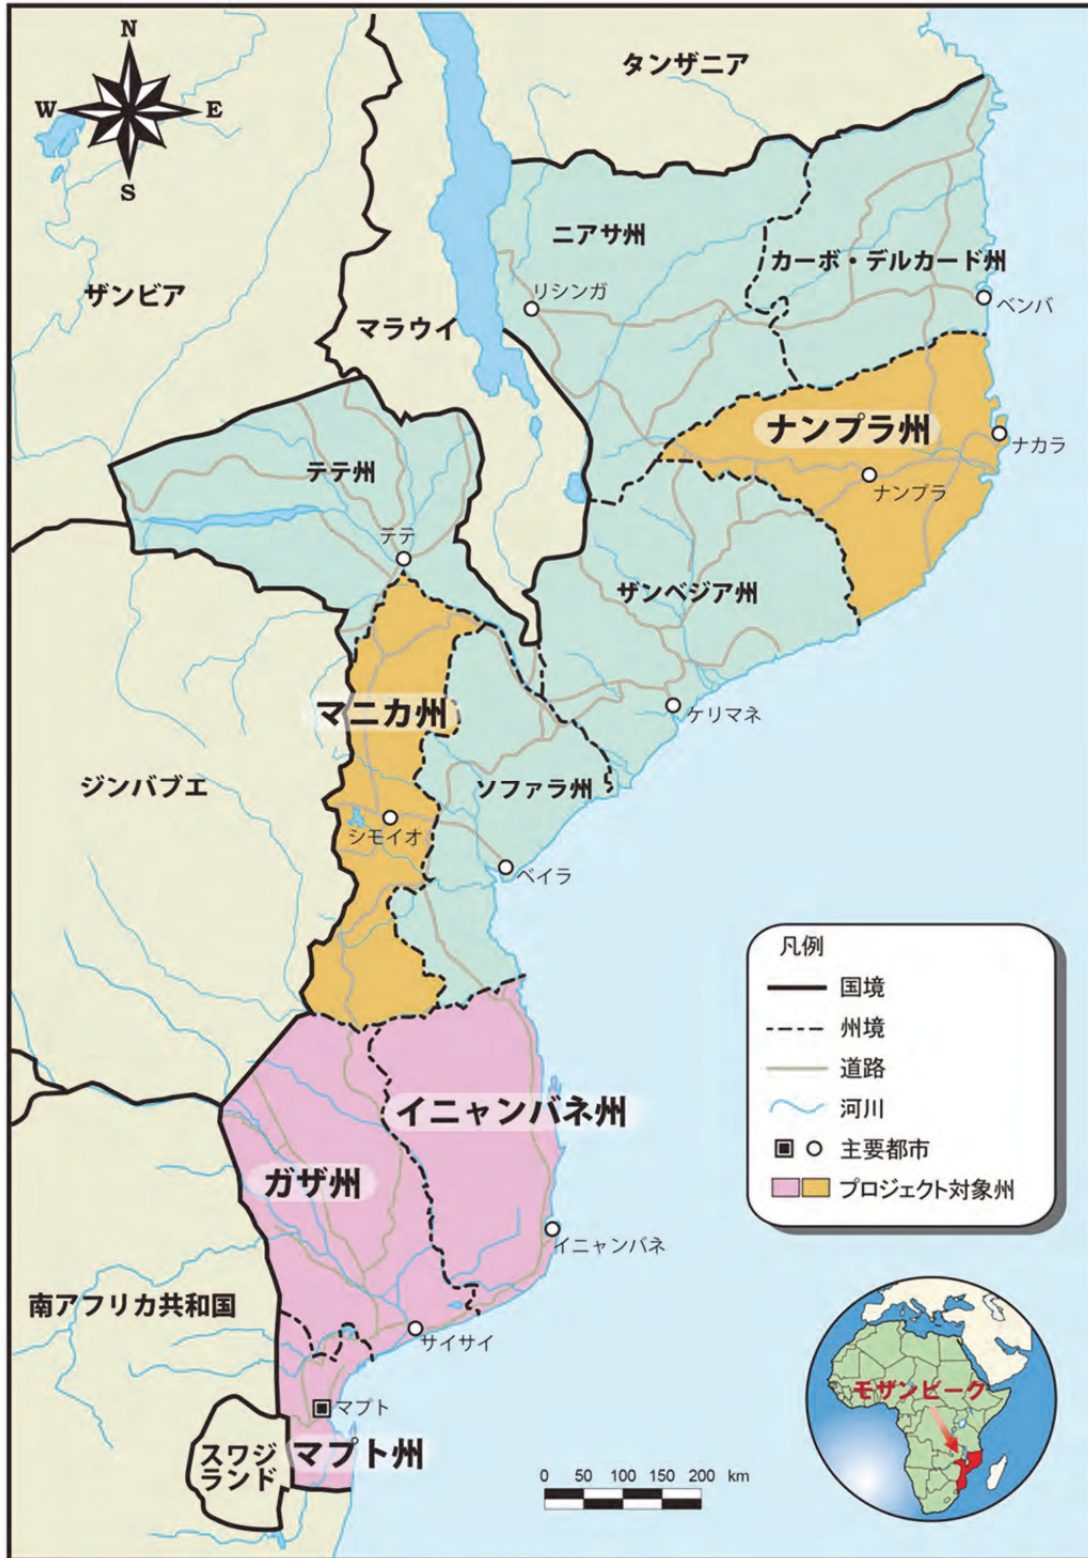 N
W E
S
タンザニア
ザンビア
マラウイ
ニアサ州
カーボ・デルカード州
リシンガ
ベンバ
ナンプラ州
ナカラ
ナンプラ
テテ州
テテ
ザンベジア州
ケリマネ
マニカ州
ジンバブエ
ソファラ州
シモイオ
ベイラ
イニャンバネ州
ガザ州
イニャンバネ
南アフリカ共和国
サイサイ
マプト
スワジ
ランド
マプト州
凡例
国境
州境
道路
河川
主要都市
プロジェクト対象州
モザンビーク
0 50 100 150 200 km